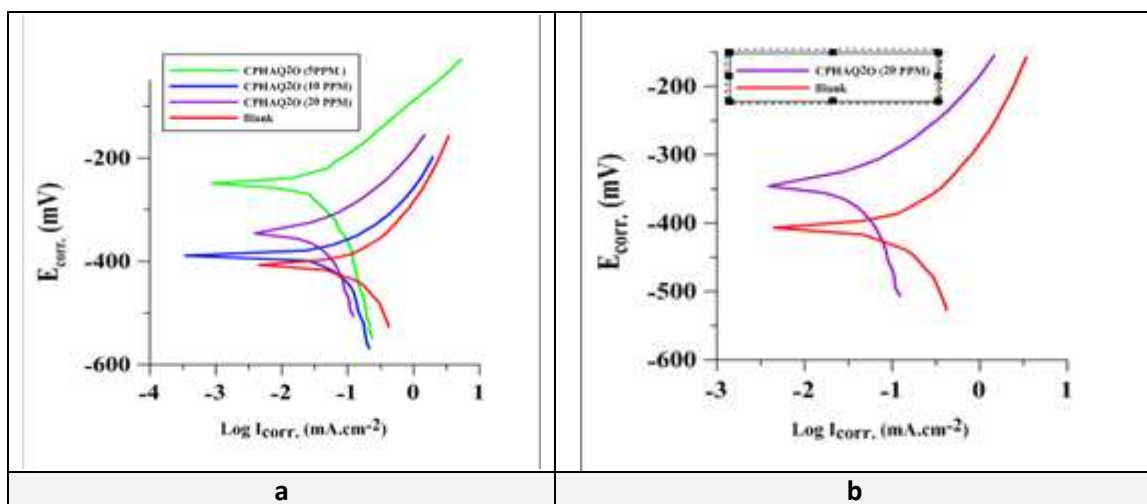 CPHAQ2O (5PPM )
CPHAQ2O (10 PPM)
CPHAQ2O (20 PPM)
Blank
-200
-400
-600
-4
-3
-2
-1
0
1
E corr. (mV)
Log Icorr. (mA.cm-2)
a
CPHAQ2O (20 PPM)
Blank
-200
-300
-400
-500
-600
-3
-2
-1
0
1
E corr. (mV)
Log Icorr. (mA.cm-2)
b